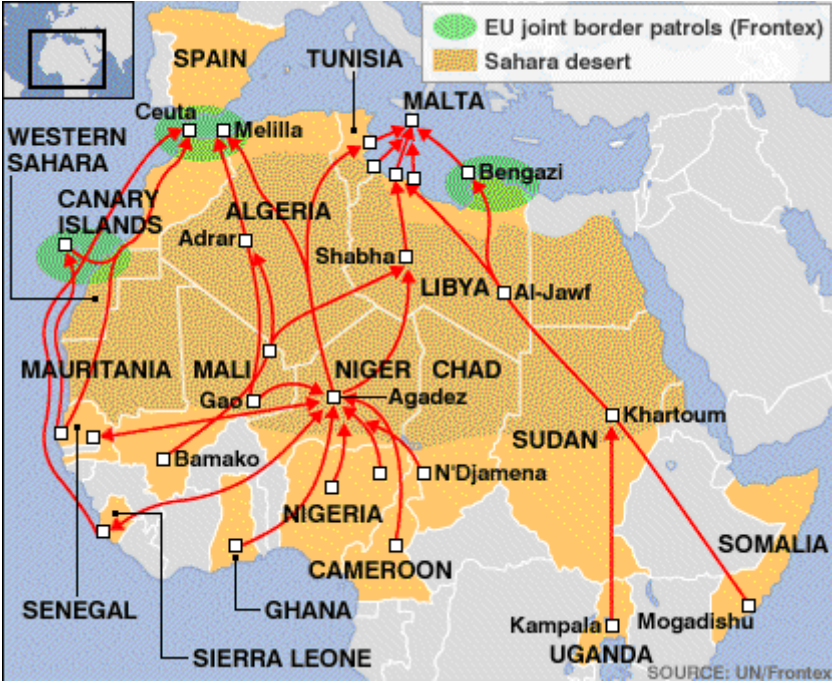 EU joint border patrols (Frontex)
Sahara desert
SPAIN
TUNISIA
MALTA
Ceuta
Melilla
WESTERN
SAHARA
Bengazi
CANARY
ISLANDS
ALGERIA
Adrar
Shabha
LIBYA
Al-Jawf
MAURITANIA
MALI
NIGER
CHAD
Gao
Agadez
Khartoum
SUDAN
Bamako
N'Djamena
NIGERIA
SOMALIA
CAMEROON
SENEGAL
GHANA
Kampala
Mogadishu
SIERRA LEONE
UGANDA
SOURCE: UN/Frontex